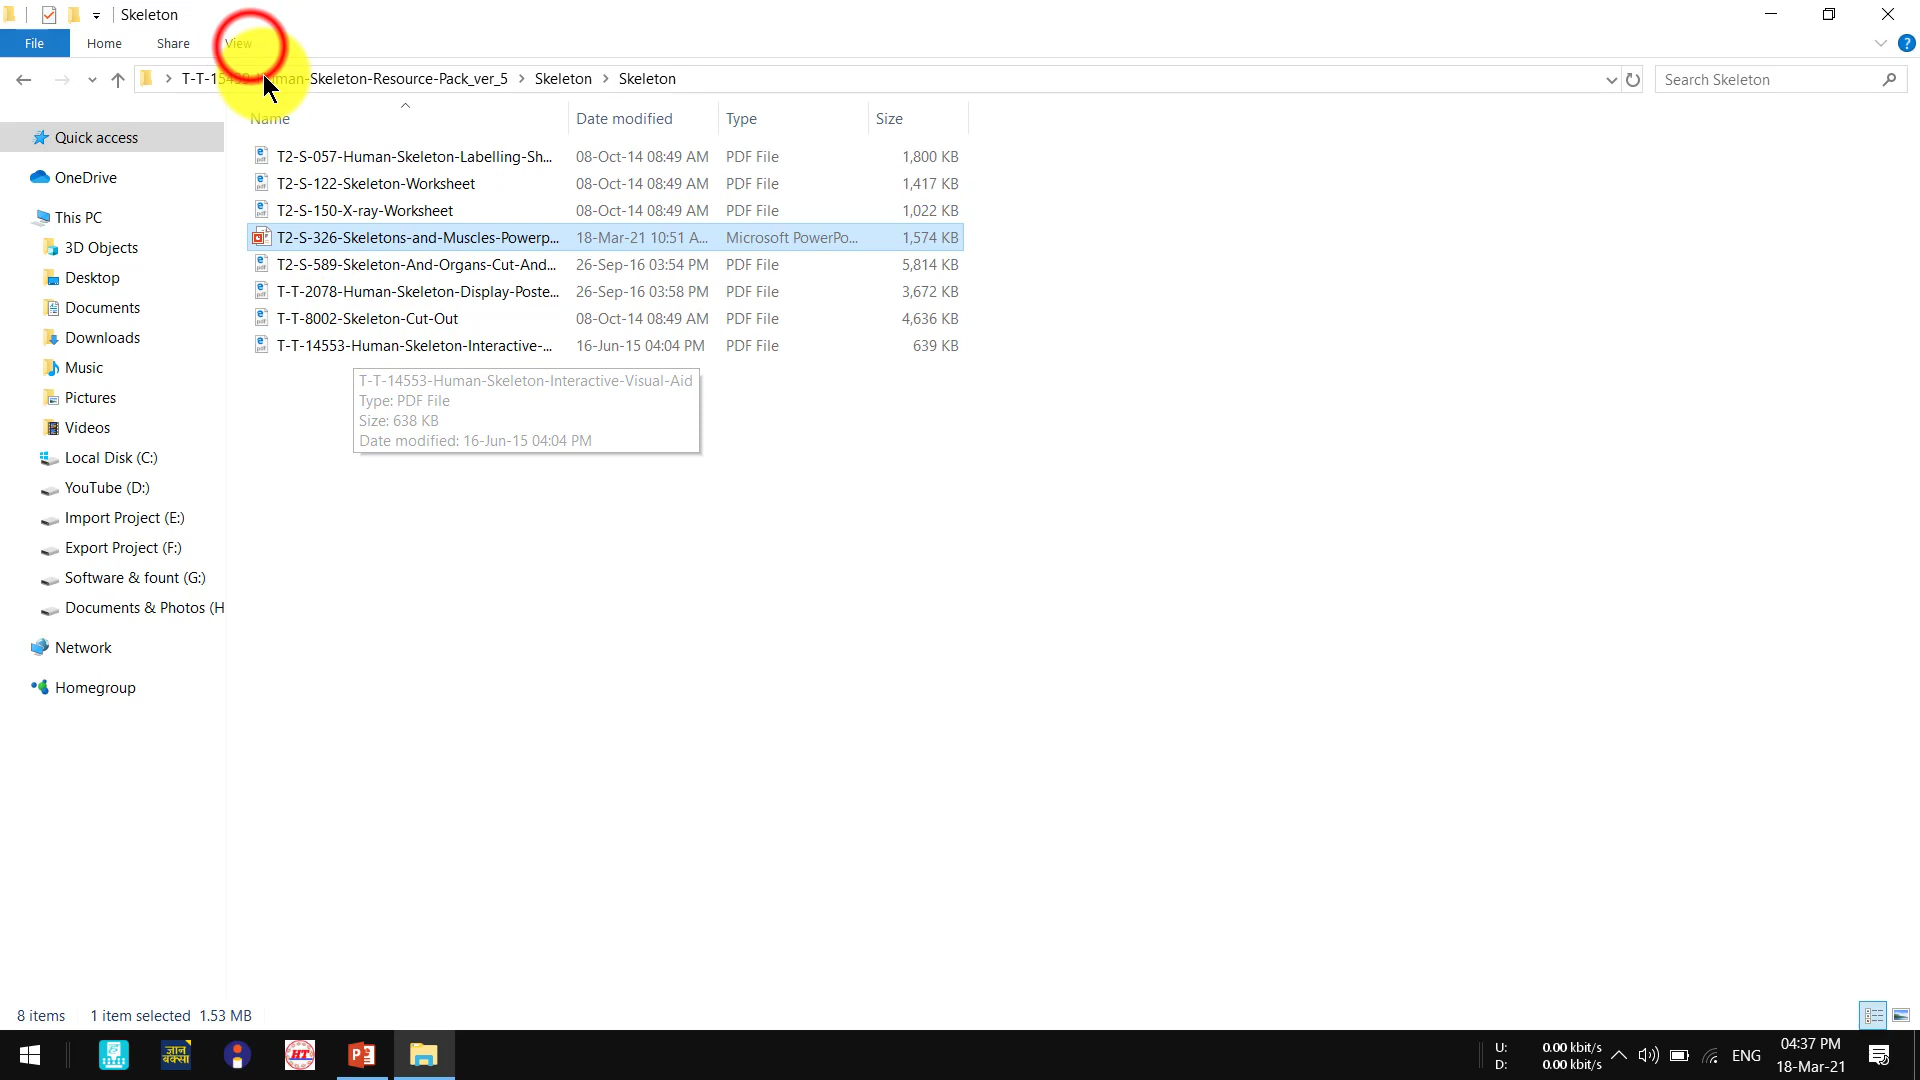 Skeleton
File Home Share View
T-T-15439-Human-Skeleton-Resource-Pack_ver_5 Skeleton Skeleton
Search Skeleton
Name Date modified Type Size
Quick access
OneDrive
This PC
3D Objects
Desktop
Documents
Downloads
Music
Pictures
Videos
Local Disk (C:)
YouTube (D:)
Import Project (E:)
Export Project (F:)
Software & fount (G:)
Documents & Photos (H
Network
Homegroup
T2-S-057-Human-Skeleton-Labelling-Sh... 08-Oct-14 08:49 AM PDF File 1,800 KB
T2-S-122-Skeleton-Worksheet 08-Oct-14 08:49 AM PDF File 1,417 KB
T2-S-150-X-ray-Worksheet 08-Oct-14 08:49 AM PDF File 1,022 KB
T2-S-326-Skeletons-and-Muscles-Powerp... 18-Mar-21 10:51 A... Microsoft PowerPo... 1,574 KB
T2-S-589-Skeleton-And-Organs-Cut-And... 26-Sep-16 03:54 PM PDF File 5,814 KB
T-T-2078-Human-Skeleton-Display-Poste... 26-Sep-16 03:58 PM PDF File 3,672 KB
T-T-8002-Skeleton-Cut-Out 08-Oct-14 08:49 AM PDF File 4,636 KB
T-T-14553-Human-Skeleton-Interactive-... 16-Jun-15 04:04 PM PDF File 639 KB
T-T-14553-Human-Skeleton-Interactive-Visual-Aid
Type: PDF File
Size: 638 KB
Date modified: 16-Jun-15 04:04 PM
8 items 1 item selected 1.53 MB
ज्ञान
बक्सा
HT
U: 0.00 kbit/s
D: 0.00 kbit/s
ENG
04:37 PM
18-Mar-21